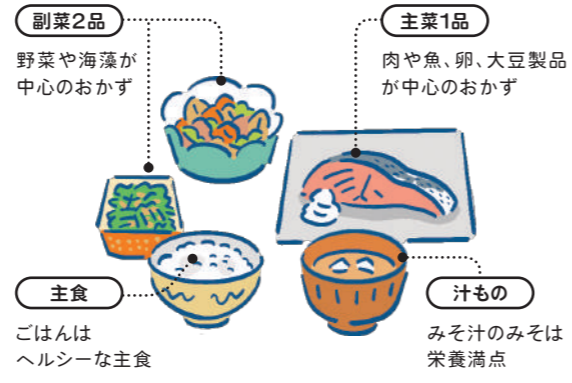 副菜2品
野菜や海藻が
中心のおかず
主菜1品
肉や魚、卵、大豆製品
が中心のおかず
主食
ごはんは
ヘルシーな主食
汁もの
みそ汁のみそは
栄養満点